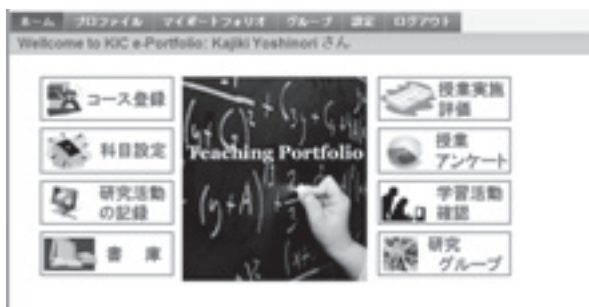 ホーム プロファイル マイポートフォリオ グループ 設定 ログアウト
Wellcome to KIC e-Portfolio: Kajiki Yoshinori さん
コース登録
科目設定
研究活動
の記録
書 庫
Teaching Portfolio
授業実施
評価
授業
アンケート
学習活動
確認
研究
グループ